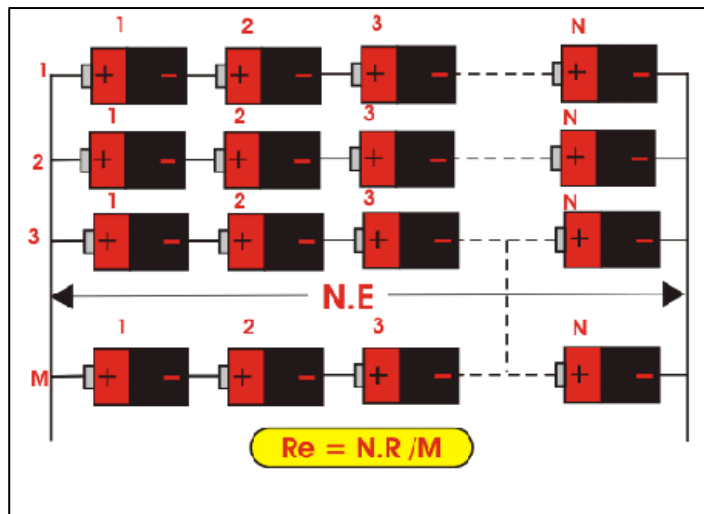 1 2 3 N
1 + - + - + - + -
1 2 3 N
2 + - + - + - + -
1 2 3 N
3 + - + - + - + -
N.E
1 2 3 N
M + - + - + - + -
Re = N.R /M